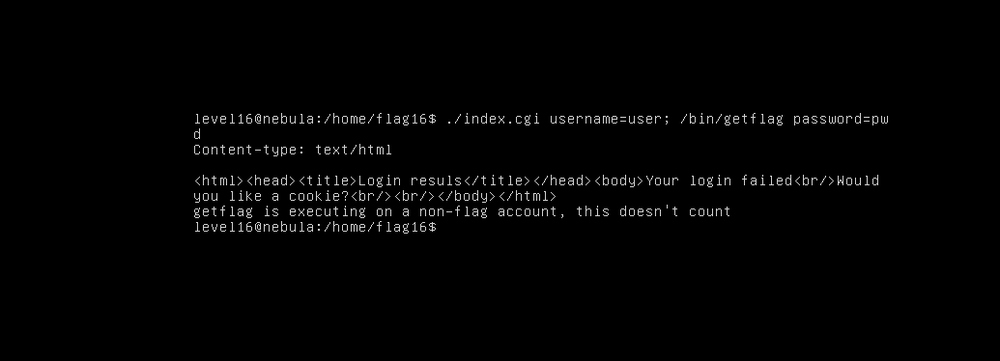 level16@nebula:/home/flag16$ ./index.cgi username=user; /bin/getflag password=pw
d
Content-type: text/html
<html><head><title>Login resuls</title></head><body>Your login failed<br/>Would
you like a cookie?<br/><br/></body></html>
getflag is executing on a non-flag account, this doesn't count
level16@nebula:/home/flag16$